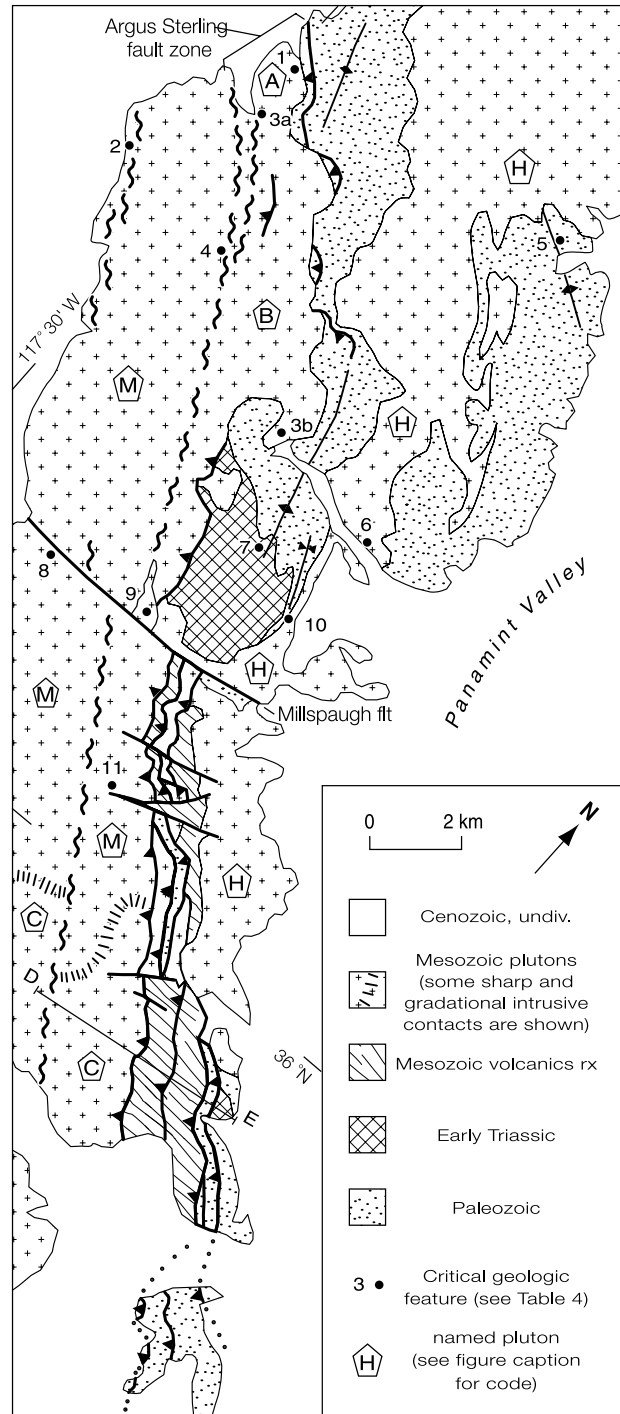 Argus Sterling
fault zone
1
A
3a
2
H
5
4
B
117° 30' W
M
H
3b
6
7
8
9
10
H
Panamint Valley
M
Millspaugh flt
11
M
H
C
D
36°N
C
E
0 2 km
N
Cenozoic, undiv.
Mesozoic plutons
(some sharp and
gradational intrusive
contacts are shown)
Mesozoic volcanics rx
Early Triassic
Paleozoic
3 • Critical geologic
feature (see Table 4)
H
named pluton
(see figure caption
for code)